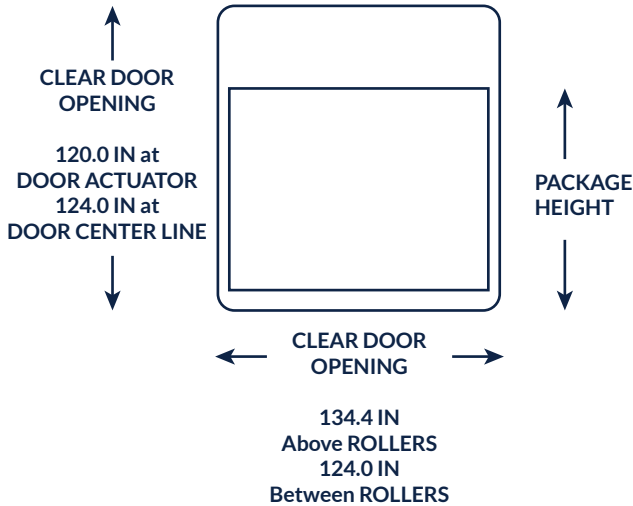 CLEAR DOOR
OPENING
120.0 IN at
DOOR ACTUATOR
124.0 IN at
DOOR CENTER LINE
PACKAGE
HEIGHT
CLEAR DOOR
OPENING
134.4 IN
Above ROLLERS
124.0 IN
Between ROLLERS